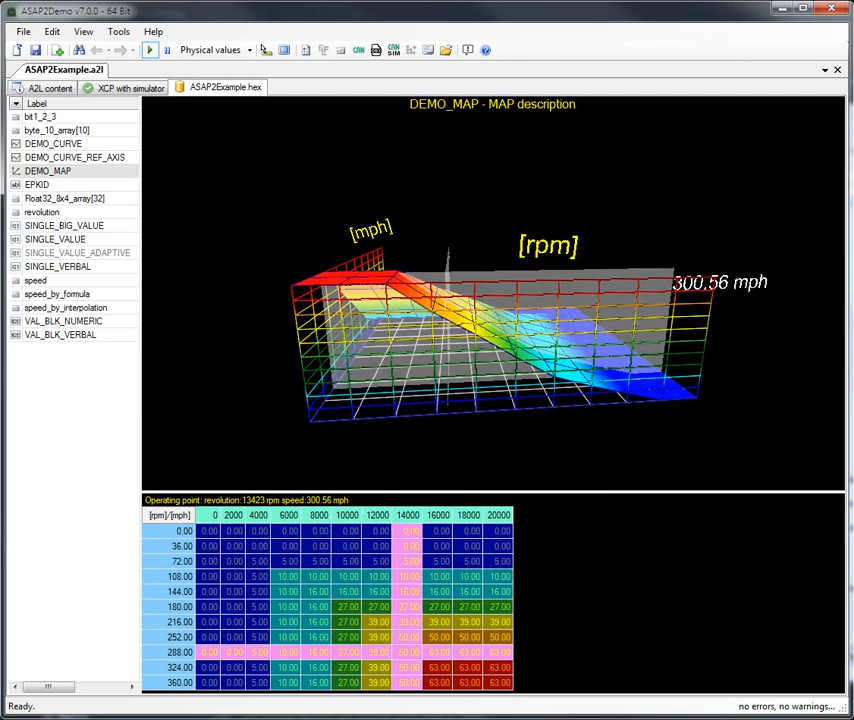 ASAP2Demo v7.0.0 - 64 Bit
File Edit View Tools Help
Physical values
ASAP2Example.a2l
A2L content XCP with simulator ASAP2Example.hex
Label
bit1_2_3
byte_10_array[10]
DEMO_CURVE
DEMO_CURVE_REF_AXIS
DEMO_MAP
EPKID
Float32_8x4_array[32]
revolution
SINGLE_BIG_VALUE
SINGLE_VALUE
SINGLE_VALUE_ADAPTIVE
SINGLE_VERBAL
speed
speed_by_formula
speed_by_interpolation
VAL_BLK_NUMERIC
VAL_BLK_VERBAL
DEMO_MAP - MAP description
[mph]
[rpm]
300.56 mph
Operating point: revolution:13423 rpm speed:300.56 mph
[rpm]/[mph] 0 2000 4000 6000 8000 10000 12000 14000 16000 18000 20000
0.00 0.00 0.00 0.00 0.00 0.00 0.00 0.00 0.00 0.00 0.00 0.00
36.00 0.00 0.00 0.00 0.00 0.00 0.00 0.00 0.00 0.00 0.00 0.00
72.00 0.00 0.00 5.00 5.00 5.00 5.00 5.00 5.00 5.00 5.00 5.00
108.00 0.00 0.00 5.00 10.00 10.00 10.00 10.00 10.00 10.00 10.00 10.00
144.00 0.00 0.00 5.00 10.00 16.00 16.00 16.00 16.00 16.00 16.00 16.00
180.00 0.00 0.00 5.00 10.00 16.00 27.00 27.00 27.00 27.00 27.00 27.00
216.00 0.00 0.00 5.00 10.00 16.00 27.00 39.00 39.00 39.00 39.00 39.00
252.00 0.00 0.00 5.00 10.00 16.00 27.00 39.00 50.00 50.00 50.00 50.00
288.00 0.00 0.00 5.00 10.00 16.00 27.00 39.00 50.00 63.00 63.00 63.00
324.00 0.00 0.00 5.00 10.00 16.00 27.00 39.00 50.00 63.00 63.00 63.00
360.00 0.00 0.00 5.00 10.00 16.00 27.00 39.00 50.00 63.00 63.00 63.00
Ready. no errors, no warnings...